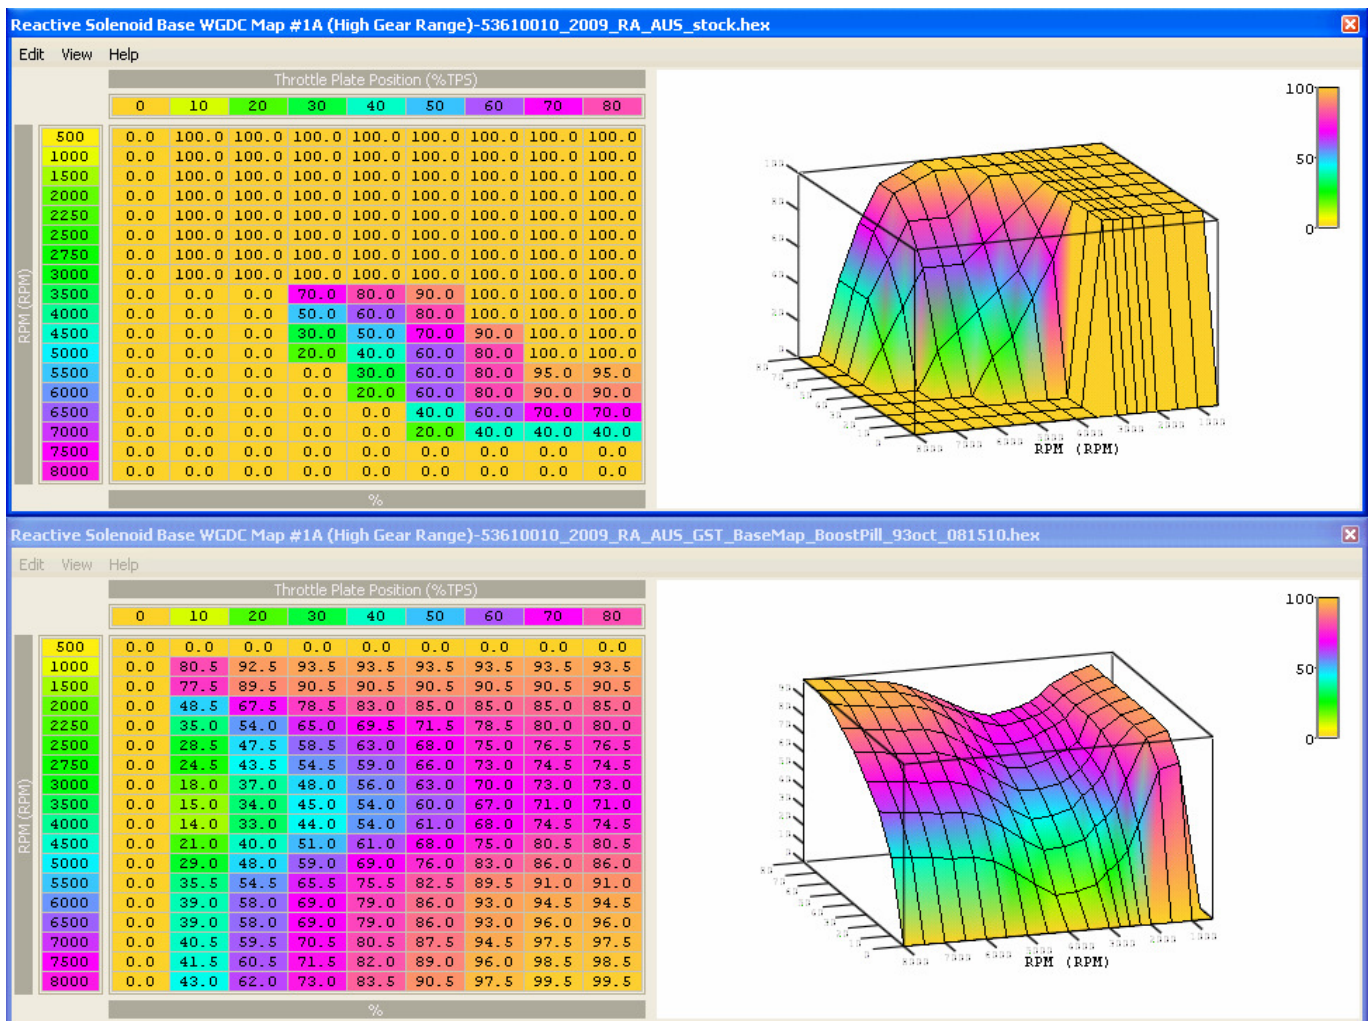 Reactive Solenoid Base WGDC Map #1A (High Gear Range)-53610010_2009_RA_AUS_stock.hex
Edit View Help
Throttle Plate Position (%TPS)
0 10 20 30 40 50 60 70 80
RPM (RPM)
500 0.0 100.0 100.0 100.0 100.0 100.0 100.0 100.0 100.0
1000 0.0 100.0 100.0 100.0 100.0 100.0 100.0 100.0 100.0
1500 0.0 100.0 100.0 100.0 100.0 100.0 100.0 100.0 100.0
2000 0.0 100.0 100.0 100.0 100.0 100.0 100.0 100.0 100.0
2250 0.0 100.0 100.0 100.0 100.0 100.0 100.0 100.0 100.0
2500 0.0 100.0 100.0 100.0 100.0 100.0 100.0 100.0 100.0
2750 0.0 100.0 100.0 100.0 100.0 100.0 100.0 100.0 100.0
3000 0.0 100.0 100.0 100.0 100.0 100.0 100.0 100.0 100.0
3500 0.0 0.0 0.0 70.0 80.0 90.0 100.0 100.0 100.0
4000 0.0 0.0 0.0 50.0 60.0 80.0 100.0 100.0 100.0
4500 0.0 0.0 0.0 30.0 50.0 70.0 90.0 100.0 100.0
5000 0.0 0.0 0.0 20.0 40.0 60.0 80.0 100.0 100.0
5500 0.0 0.0 0.0 0.0 30.0 60.0 80.0 95.0 95.0
6000 0.0 0.0 0.0 0.0 20.0 60.0 80.0 90.0 90.0
6500 0.0 0.0 0.0 0.0 0.0 40.0 60.0 70.0 70.0
7000 0.0 0.0 0.0 0.0 0.0 20.0 40.0 40.0 40.0
7500 0.0 0.0 0.0 0.0 0.0 0.0 0.0 0.0 0.0
8000 0.0 0.0 0.0 0.0 0.0 0.0 0.0 0.0 0.0
%
RPM (RPM)
100
50
0
Reactive Solenoid Base WGDC Map #1A (High Gear Range)-53610010_2009_RA_AUS_GST_BaseMap_BoostPill_93oct_081510.hex
Edit View Help
Throttle Plate Position (%TPS)
0 10 20 30 40 50 60 70 80
RPM (RPM)
500 0.0 0.0 0.0 0.0 0.0 0.0 0.0 0.0 0.0
1000 0.0 80.5 92.5 93.5 93.5 93.5 93.5 93.5 93.5
1500 0.0 77.5 89.5 90.5 90.5 90.5 90.5 90.5 90.5
2000 0.0 48.5 67.5 78.5 83.0 85.0 85.0 85.0 85.0
2250 0.0 35.0 54.0 65.0 69.5 71.5 78.5 80.0 80.0
2500 0.0 28.5 47.5 58.5 63.0 68.0 75.0 76.5 76.5
2750 0.0 24.5 43.5 54.5 59.0 66.0 73.0 74.5 74.5
3000 0.0 18.0 37.0 48.0 56.0 63.0 70.0 73.0 73.0
3500 0.0 15.0 34.0 45.0 54.0 60.0 67.0 71.0 71.0
4000 0.0 14.0 33.0 44.0 54.0 61.0 68.0 74.5 74.5
4500 0.0 21.0 40.0 51.0 61.0 68.0 75.0 80.5 80.5
5000 0.0 29.0 48.0 59.0 69.0 76.0 83.0 86.0 86.0
5500 0.0 35.5 54.5 65.5 75.5 82.5 89.5 91.0 91.0
6000 0.0 39.0 58.0 69.0 79.0 86.0 93.0 94.5 94.5
6500 0.0 39.0 58.0 69.0 79.0 86.0 93.0 96.0 96.0
7000 0.0 40.5 59.5 70.5 80.5 87.5 94.5 97.5 97.5
7500 0.0 41.5 60.5 71.5 82.0 89.0 96.0 98.5 98.5
8000 0.0 43.0 62.0 73.0 83.5 90.5 97.5 99.5 99.5
%
RPM (RPM)
100
50
0